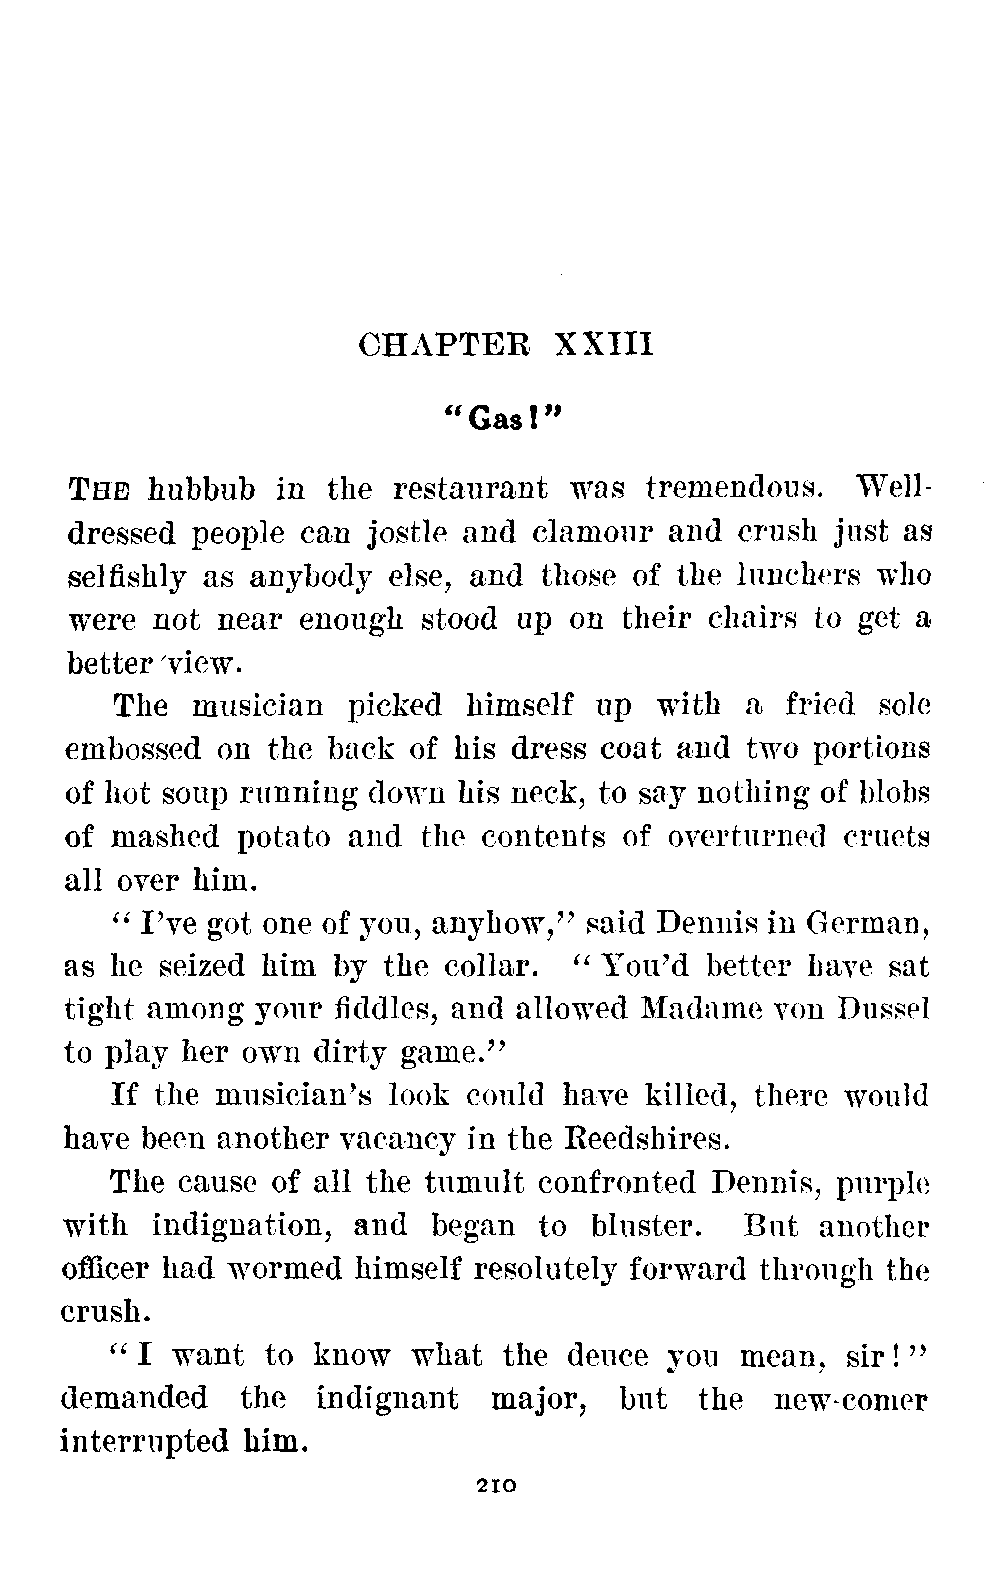 CHAPTER XXIII
"Gas!"
THE hubbub in the restaurant was tremendous. Well-
dressed people can jostle and clamour and crush just as
selfishly as anybody else, and those of the lunchers who
were not near enough stood up on their chairs to get a
better view.
The musician picked himself up with a fried sole
embossed on the back of his dress coat and two portions
of hot soup running down his neck, to say nothing of blobs
of mashed potato and the contents of overturned cruets
all over him.
"I've got one of you, anyhow," said Dennis in German,
as he seized him by the collar. "You'd better have sat
tight among your fiddles, and allowed Madame von Dussel
to play her own dirty game."
If the musician's look could have killed, there would
have been another vacancy in the Reedshires.
The cause of all the tumult confronted Dennis, purple
with indignation, and began to bluster. But another
officer had wormed himself resolutely forward through the
crush.
"I want to know what the deuce you mean, sir!"
demanded the indignant major, but the new-comer
interrupted him.
210